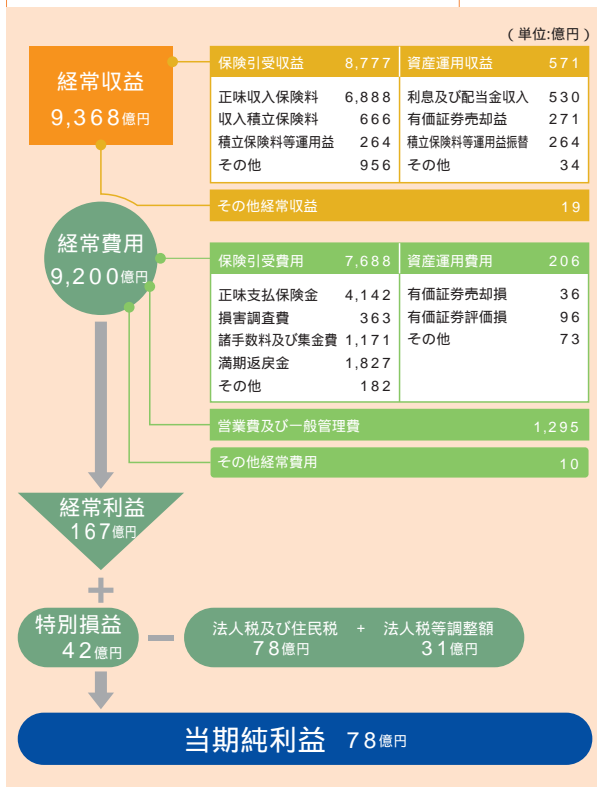 （単位:億円）
経常収益
9,368億円
保険引受収益 8,777
正味収入保険料 6,888
収入積立保険料 666
積立保険料等運用益 264
その他 956
資産運用収益 571
利息及び配当金収入 530
有価証券売却益 271
積立保険料等運用益振替 264
その他 34
その他経常収益 19
経常費用
9,200億円
保険引受費用 7,688
正味支払保険金 4,142
損害調査費 363
諸手数料及び集金費 1,171
満期返戻金 1,827
その他 182
資産運用費用 206
有価証券売却損 36
有価証券評価損 96
その他 73
営業費及び一般管理費 1,295
その他経常費用 10
経常利益
167億円
+
特別損益
42億円
−
法人税及び住民税 + 法人税等調整額
78億円 31億円
当期純利益 78億円